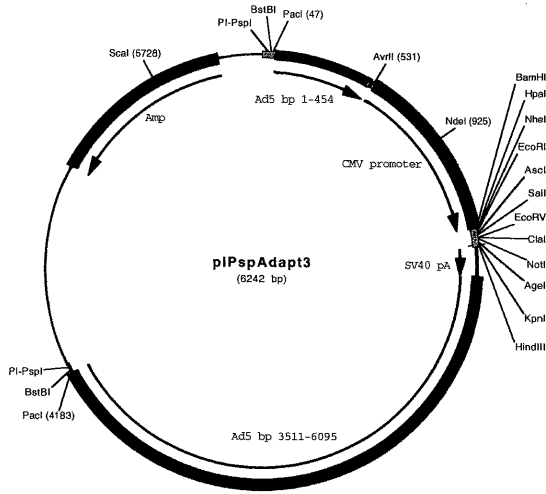 BstBI
PI-PspI
PacI (47)
ScaI (5728)
AvrII (531)
Ad5 bp 1-454
Amp
NdeI (925)
CMV promoter
BamHI
HpaI
NheI
EcoRI
AscI
SalI
EcoRV
ClaI
NotI
AgeI
KpnI
HindIII
pIPspAdapt3
(6242 bp)
SV40 pA
PI-PspI
BstBI
PacI (4183)
Ad5 bp 3511-6095